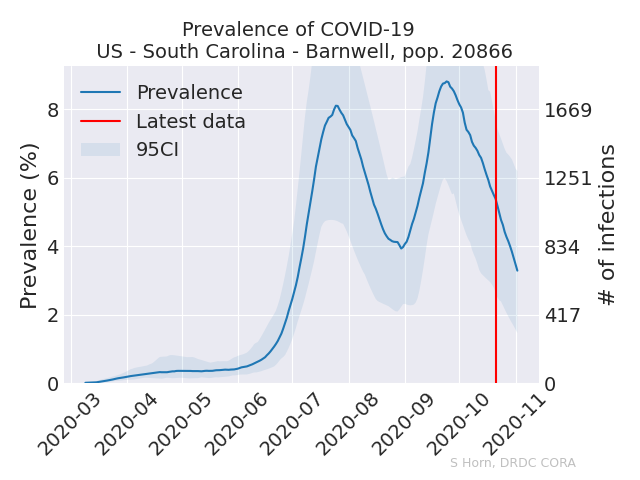 Prevalence of COVID-19
US - South Carolina - Barnwell, pop. 20866
Prevalence
Latest data
95CI
Prevalence (%)
8
6
4
2
0
1669
1251
834
417
0
# of infections
2020-03
2020-04
2020-05
2020-06
2020-07
2020-08
2020-09
2020-10
2020-11
S Horn, DRDC CORA